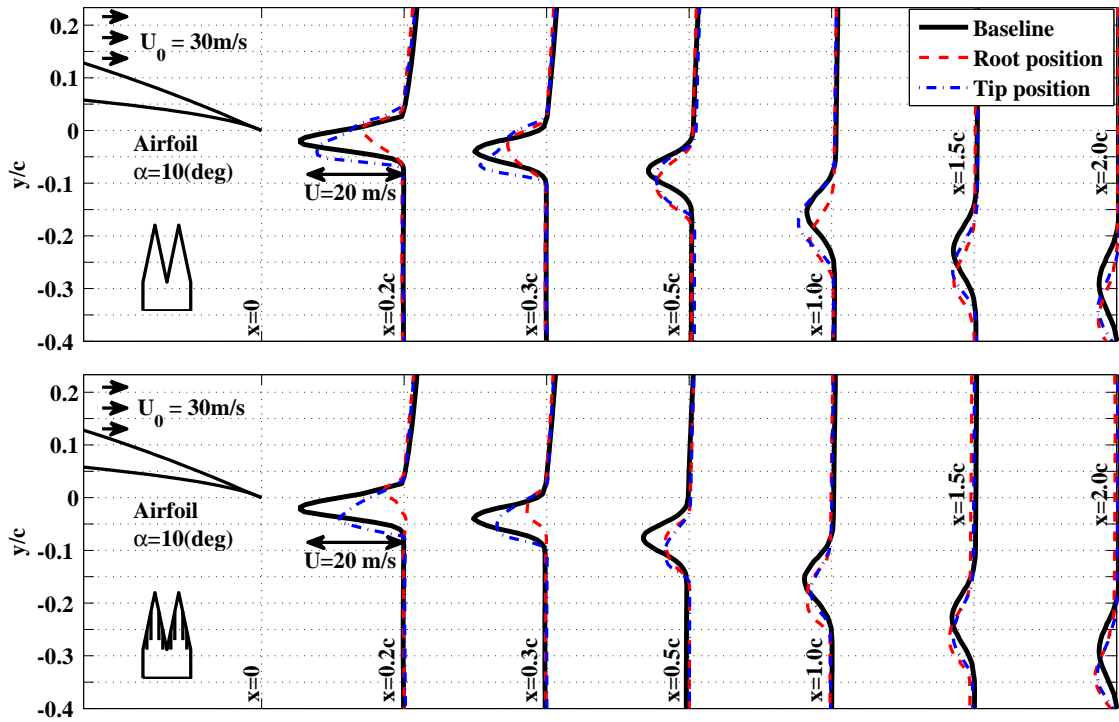 0.2
0.1
0
-0.1
-0.2
-0.3
-0.4
y/c
U0 = 30m/s
Airfoil
α=10(deg)
U=20 m/s
x=0
x=0.2c
x=0.3c
x=0.5c
x=1.0c
x=1.5c
x=2.0c
Baseline
Root position
Tip position
0.2
0.1
0
-0.1
-0.2
-0.3
-0.4
y/c
U0 = 30m/s
Airfoil
α=10(deg)
U=20 m/s
x=0
x=0.2c
x=0.3c
x=0.5c
x=1.0c
x=1.5c
x=2.0c